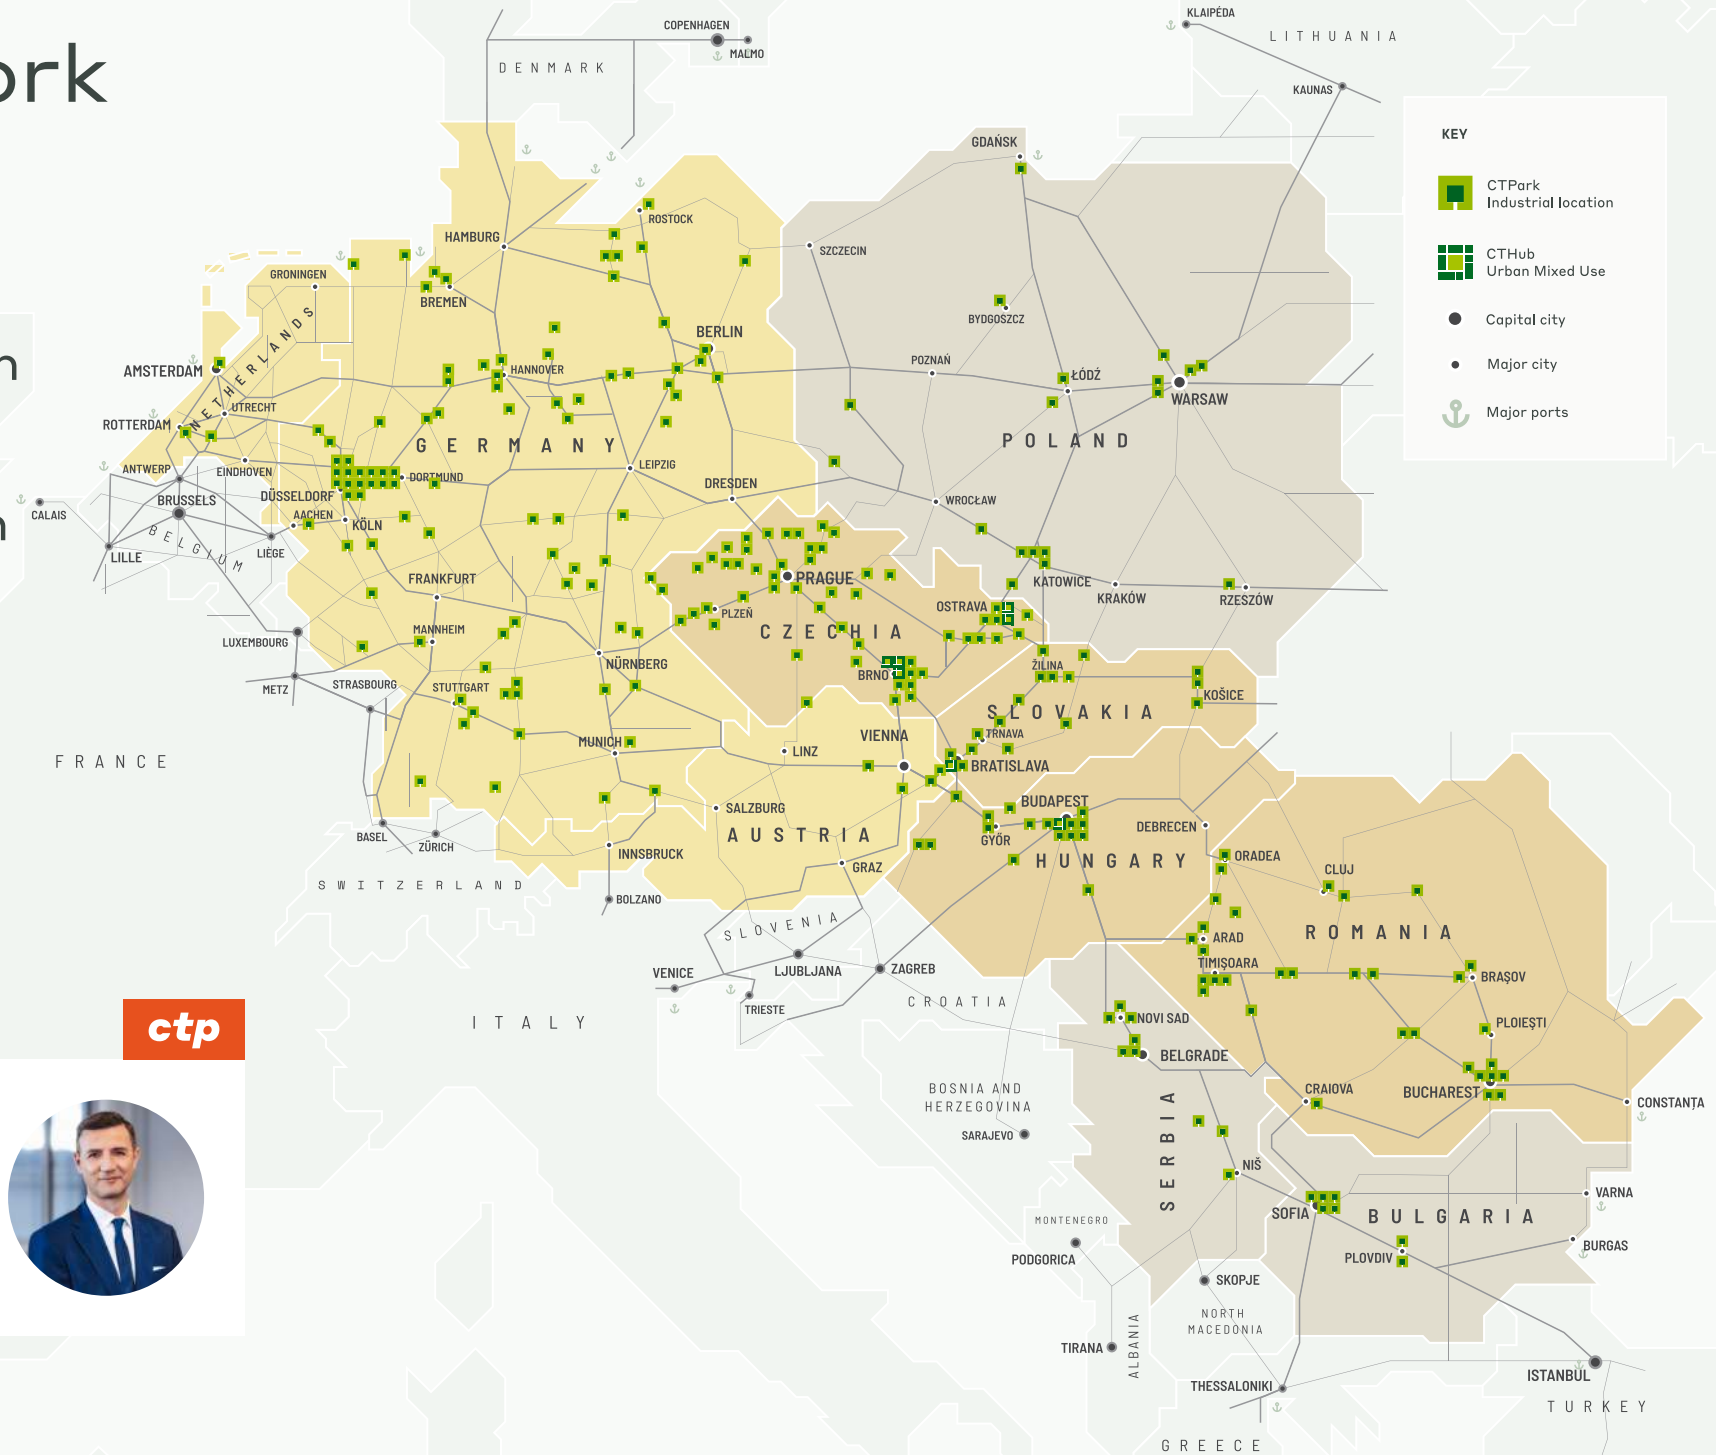 ork
n
n
ctp
KEY
CTPark
Industrial location
CTHub
Urban Mixed Use
Capital city
Major city
Major ports
COPENHAGEN
MALMO
DENMARK
KLAIPĖDA
LITHUANIA
KAUNAS
GDAŃSK
ROSTOCK
HAMBURG
SZCZECIN
GRONINGEN
BREMEN
BYDGOSZCZ
BERLIN
AMSTERDAM
NETHERLANDS
HANNOVER
POZNAŃ
ŁÓDŹ
WARSAW
UTRECHT
ROTTERDAM
GERMANY
POLAND
ANTWERP
EINDHOVEN
DORTMUND
LEIPZIG
DRESDEN
BRUSSELS
DÜSSELDORF
WROCŁAW
CALAIS
AACHEN
KÖLN
BELGIUM
LILLE
LIÈGE
FRANKFURT
PRAGUE
KATOWICE
KRAKÓW
RZESZÓW
OSTRAVA
PLZEŇ
CZECHIA
LUXEMBOURG
MANNHEIM
NÜRNBERG
BRNO
ŽILINA
METZ
STRASBOURG
STUTTGART
KOŠICE
SLOVAKIA
TRNAVA
VIENNA
MUNICH
LINZ
BRATISLAVA
FRANCE
SALZBURG
BUDAPEST
AUSTRIA
GYŐR
DEBRECEN
BASEL
ZÜRICH
INNSBRUCK
HUNGARY
ORADEA
GRAZ
CLUJ
SWITZERLAND
BOLZANO
SLOVENIA
ROMANIA
ARAD
TIMIȘOARA
VENICE
LJUBLJANA
ZAGREB
BRAȘOV
TRIESTE
CROATIA
ITALY
NOVI SAD
PLOIEȘTI
BELGRADE
BOSNIA AND
HERZEGOVINA
CRAIOVA
BUCHAREST
CONSTANȚA
SARAJEVO
SERBIA
NIŠ
VARNA
SOFIA
BULGARIA
MONTENEGRO
PODGORICA
PLOVDIV
BURGAS
SKOPJE
NORTH
MACEDONIA
TIRANA
ALBANIA
ISTANBUL
THESSALONIKI
TURKEY
GREECE